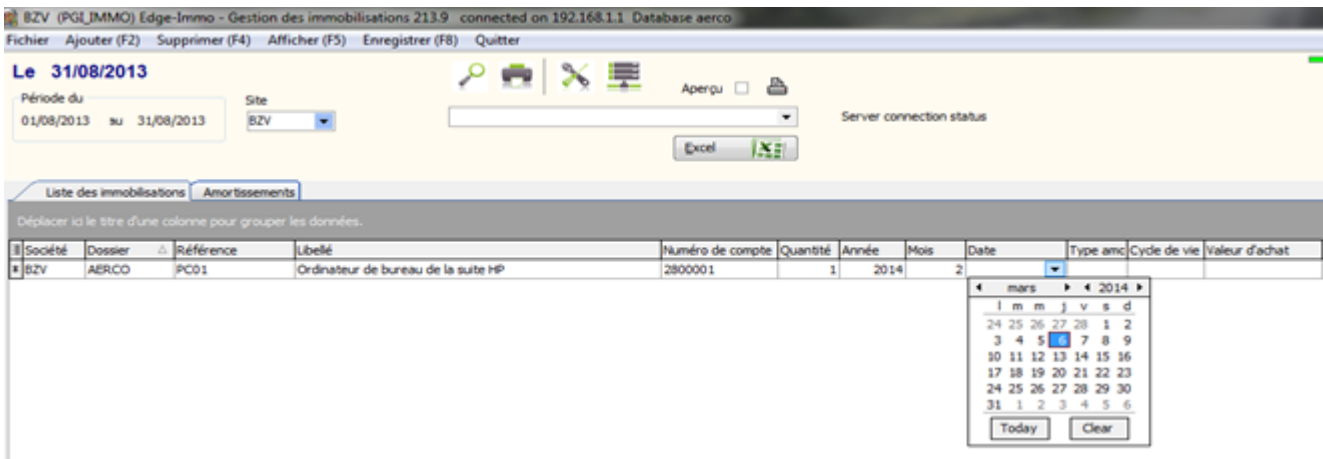 BZV (PGI_IMMO) Edge-Immo - Gestion des immobilisations 213.9 connected on 192.168.1.1 Database aerco
Fichier Ajouter (F2) Supprimer (F4) Afficher (F5) Enregistrer (F8) Quitter
Le 31/08/2013
Aperçu
Période du
Site
01/08/2013 au 31/08/2013
BZV
Server connection status
Excel
Liste des immobilisations Amortissements
Déplacer ici le titre d'une colonne pour grouper les données.
Société Dossier Référence Libellé Numéro de compte Quantité Année Mois Date Type amc Cycle de vie Valeur d'achat
BZV AERCO PC01 Ordinateur de bureau de la suite HP 2800001 1 2014 2
mars 2014
l m m j v s d
24 25 26 27 28 1 2
3 4 5 6 7 8 9
10 11 12 13 14 15 16
17 18 19 20 21 22 23
24 25 26 27 28 29 30
31 1 2 3 4 5 6
Today Clear